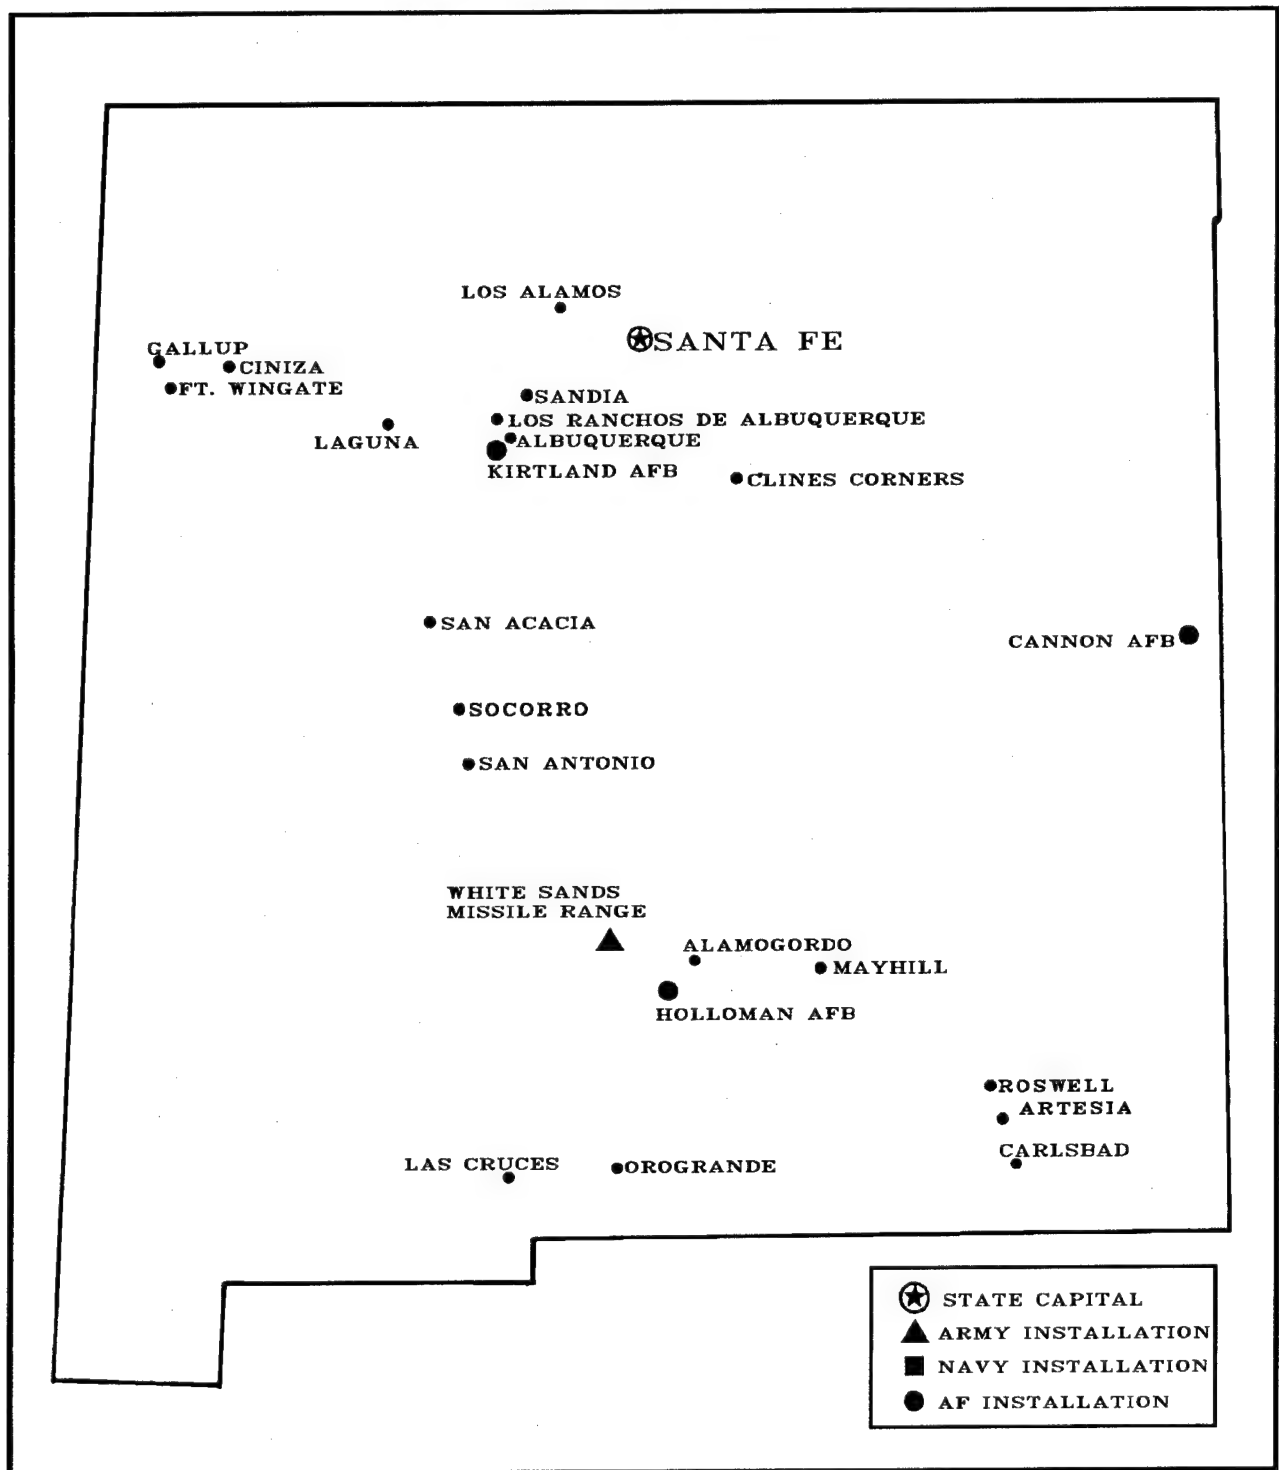 LOS ALAMOS
SANTA FE
GALLUP
CINIZA
FT. WINGATE
SANDIA
LOS RANCHOS DE ALBUQUERQUE
LAGUNA
ALBUQUERQUE
KIRTLAND AFB
CLINES CORNERS
SAN ACACIA
CANNON AFB
SOCORRO
SAN ANTONIO
WHITE SANDS
MISSILE RANGE
ALAMOGORDO
MAYHILL
HOLLOMAN AFB
ROSWELL
ARTESIA
CARLSBAD
LAS CRUCES
OROGRANDE
STATE CAPITAL
ARMY INSTALLATION
NAVY INSTALLATION
AF INSTALLATION